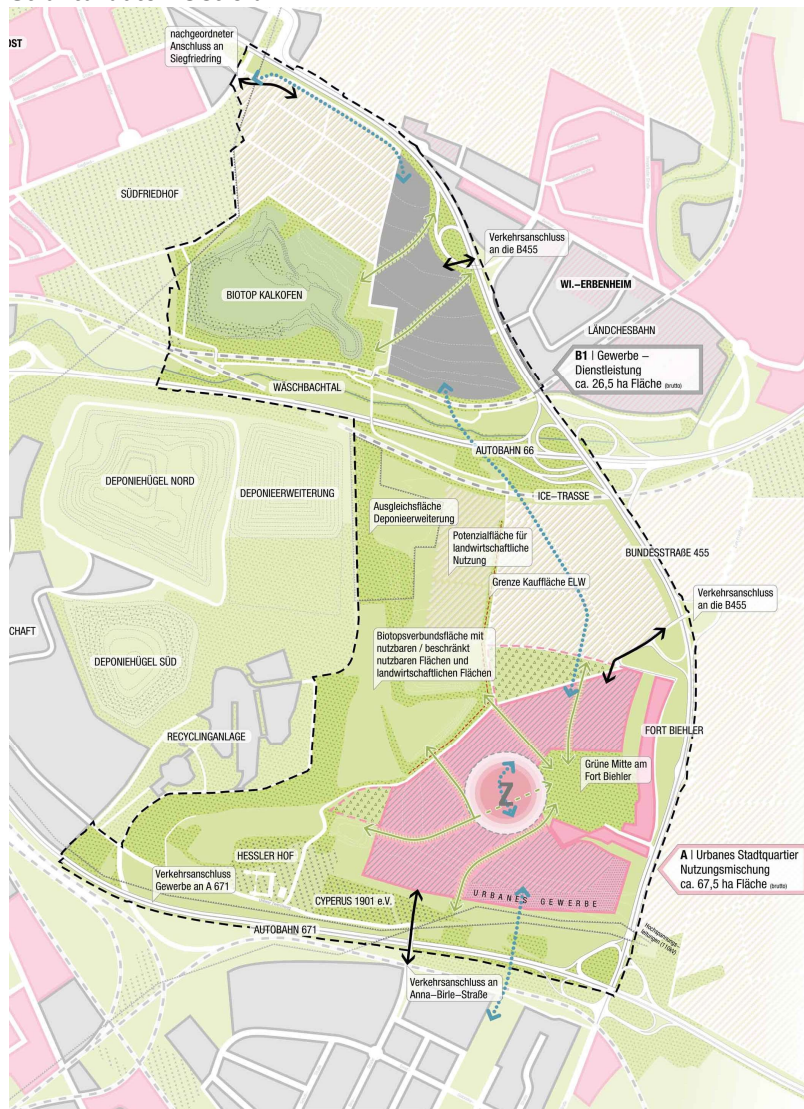 OST
nachgeordneter
Anschluss an
Siegfriedring
SÜDFRIEDHOF
Verkehrsanschluss
an die B455
BIOTOP KALKOFEN
WI.–ERBENHEIM
LÄNDCHESBAHN
B1 | Gewerbe –
Dienstleistung
ca. 26,5 ha Fläche (brutto)
WÄSCHBACHTAL
AUTOBAHN 66
DEPONIEHÜGEL NORD
DEPONIEERWEITERUNG
ICE–TRASSE
Ausgleichsfläche
Deponieerweiterung
Potenzialfläche für
landwirtschaftliche
Nutzung
BUNDESSTRAßE 455
Grenze Kauffläche ELW
Verkehrsanschluss
an die B455
CHAFT
Biotopsverbundsfläche mit
nutzbaren / beschränkt
nutzbaren Flächen und
landwirtschaftlichen Flächen
DEPONIEHÜGEL SÜD
RECYCLINGANLAGE
FORT BIEHLER
Grüne Mitte am
Fort Biehler
Z
HESSLER HOF
A | Urbanes Stadtquartier
Nutzungsmischung
ca. 67,5 ha Fläche (brutto)
Verkehrsanschluss
Gewerbe an A 671
CYPERUS 1901 e.V.
URBANES GEWERBE
AUTOBAHN 671
Hochspannungs-
leitungen (110kV)
Verkehrsanschluss an
Anna–Birle–Straße